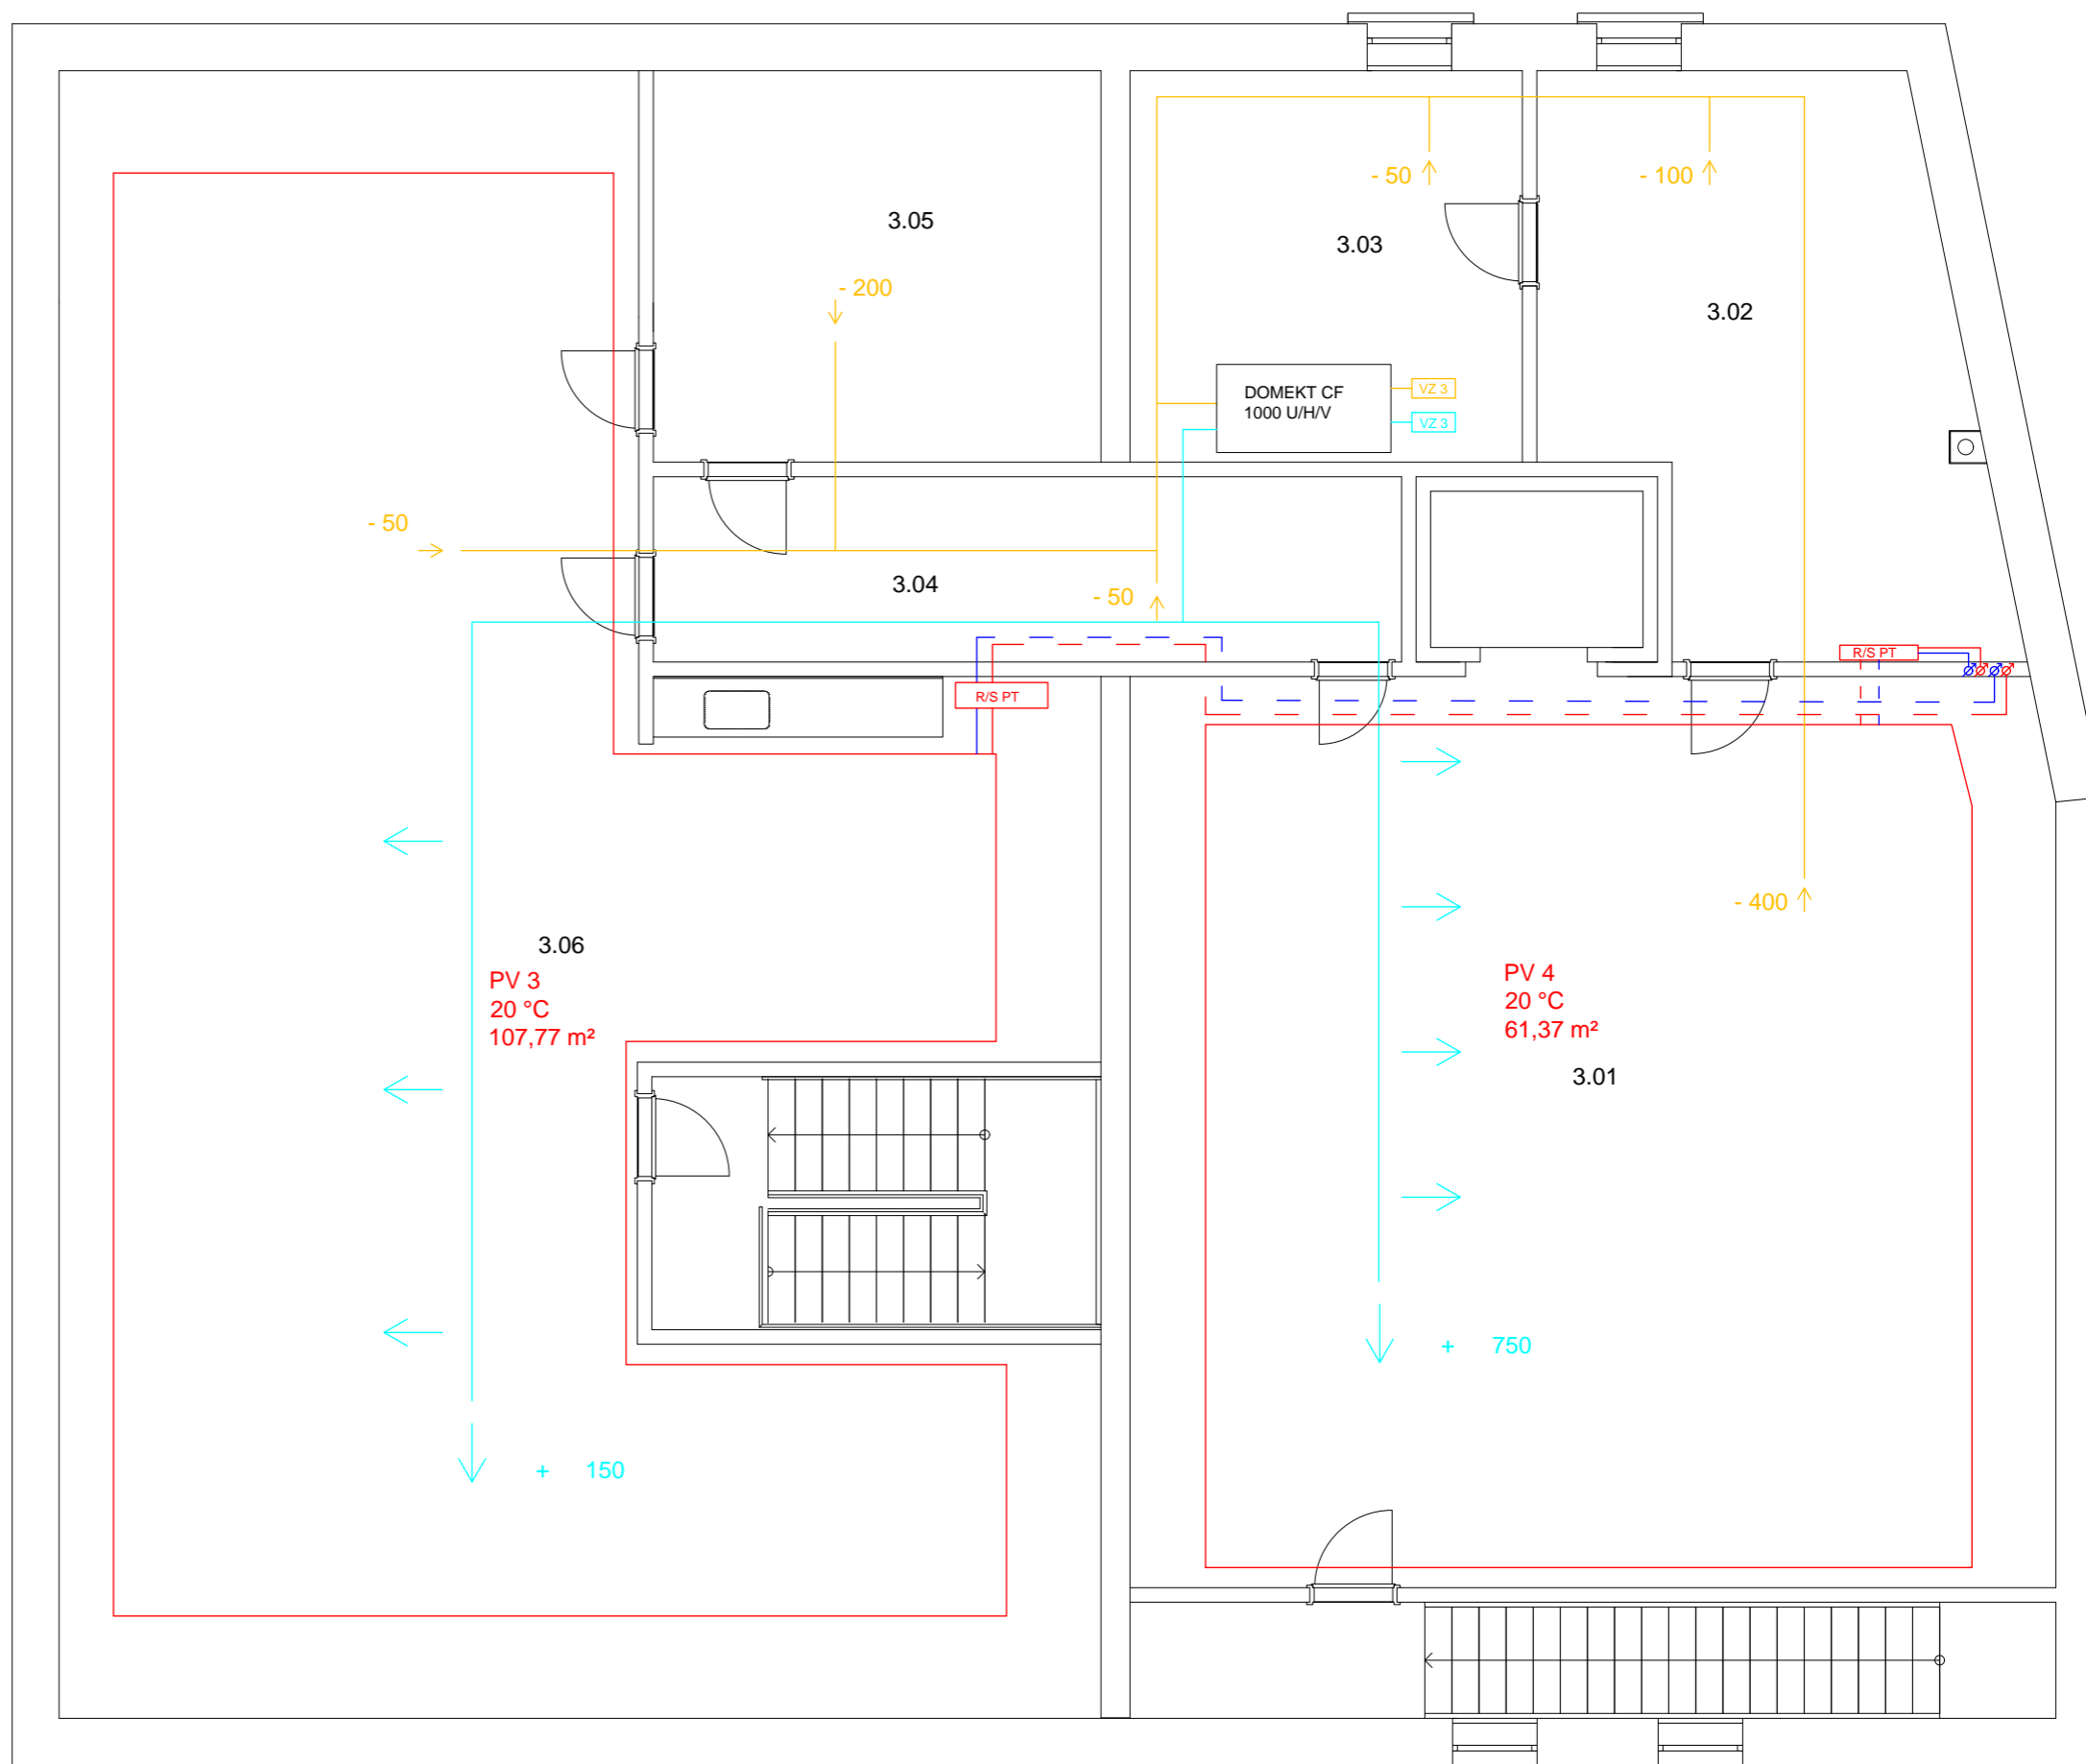 - 50
- 100
3.05
3.03
- 200
3.02
DOMEKT CF
1000 U/H/V
VZ 3
VZ 3
- 50
3.04
- 50
R/S PT
R/S PT
- 400
3.06
PV 3
20 °C
107,77 m²
PV 4
20 °C
61,37 m²
3.01
+ 750
+ 150